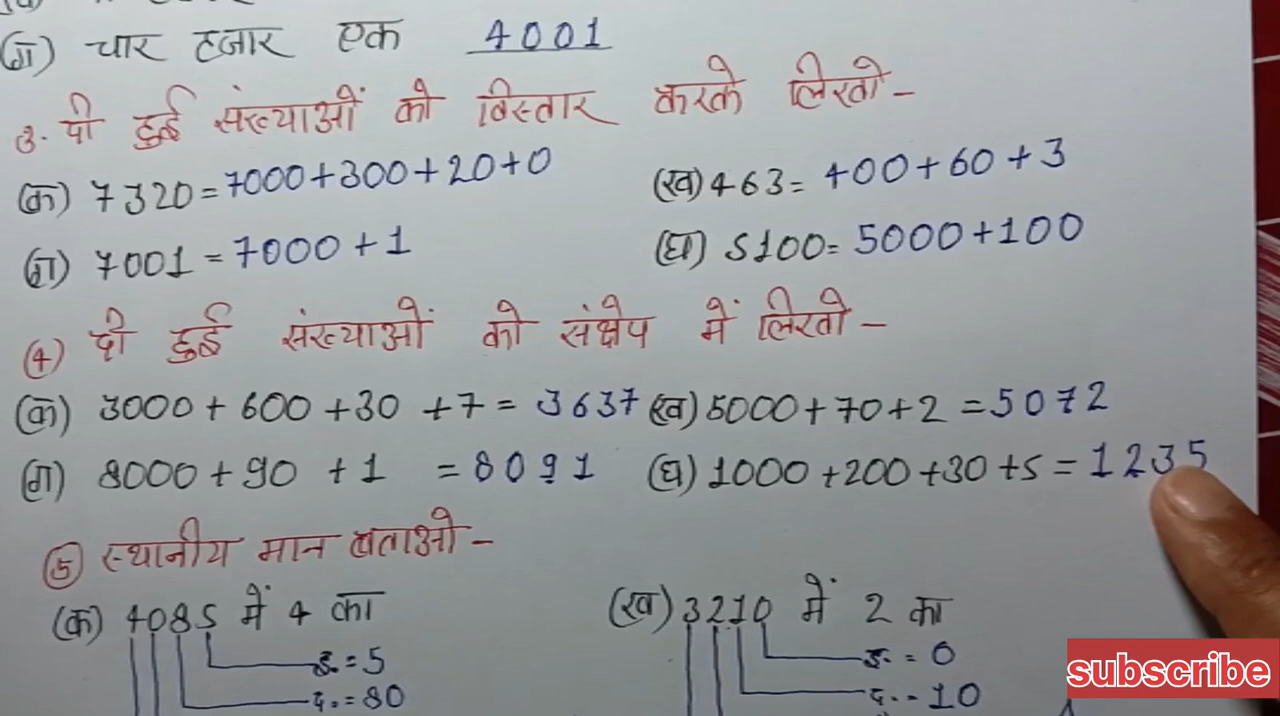 (ग) चार हजार एक 4001
3. दी हुई संख्याओं को विस्तार करके लिखो -
(क) 7320 = 7000+300+20+0 (ख) 463 = 400+60+3
(ग) 7001 = 7000+1 (घ) 5100 = 5000+100
(4) दी हुई संख्याओं को संक्षेप में लिखो -
(क) 3000+600+30+7 = 3637 (ख) 5000+70+2 = 5072
(ग) 8000+90+1 = 8091 (घ) 1000+200+30+5 = 1235
(5) स्थानीय मान बताओ -
(क) 4085 में 4 का (ख) 3210 में 2 का
इ. = 5 इ. = 0
द. = 80 द. - 10
subscribe